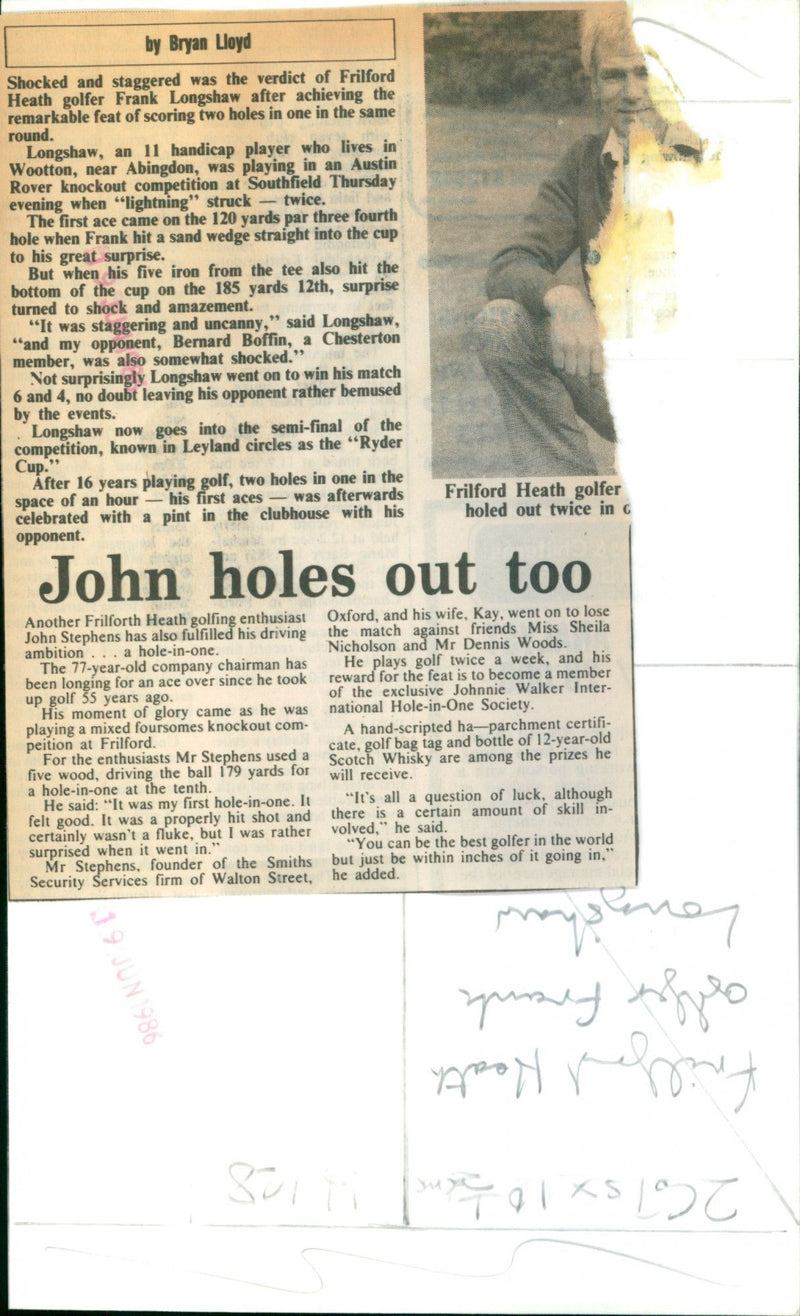 by Bryan Lloyd
Shocked and staggered was the verdict of Frilford
Heath golfer Frank Longshaw after achieving the
remarkable feat of scoring two holes in one in the same
round.
Longshaw, an 11 handicap player who lives in
Wootton, near Abingdon, was playing in an Austin
Rover knockout competition at Southfield Thursday
evening when “lightning” struck — twice.
The first ace came on the 120 yards par three fourth
hole when Frank hit a sand wedge straight into the cup
to his great surprise.
But when his five iron from the tee also hit the
bottom of the cup on the 185 yards 12th, surprise
turned to shock and amazement.
“It was staggering and uncanny,” said Longshaw,
“and my opponent, Bernard Boffin, a Chesterton
member, was also somewhat shocked.”
Not surprisingly Longshaw went on to win his match
6 and 4, no doubt leaving his opponent rather bemused
by the events.
Longshaw now goes into the semi-final of the
competition, known in Leyland circles as the “Ryder
Cup.”
After 16 years playing golf, two holes in one in the
space of an hour — his first aces — was afterwards
celebrated with a pint in the clubhouse with his
opponent.
Frilford Heath golfer
holed out twice in
John holes out too
Another Frilforth Heath golfing enthusiast
John Stephens has also fulfilled his driving
ambition . . . a hole-in-one.
The 77-year-old company chairman has
been longing for an ace over since he took
up golf 55 years ago.
His moment of glory came as he was
playing a mixed foursomes knockout com-
peition at Frilford.
For the enthusiasts Mr Stephens used a
five wood, driving the ball 179 yards for
a hole-in-one at the tenth.
He said: “It was my first hole-in-one. It
felt good. It was a properly hit shot and
certainly wasn't a fluke, but I was rather
surprised when it went in.”
Mr Stephens, founder of the Smiths
Security Services firm of Walton Street,
Oxford, and his wife, Kay, went on to lose
the match against friends Miss Sheila
Nicholson and Mr Dennis Woods.
He plays golf twice a week, and his
reward for the feat is to become a member
of the exclusive Johnnie Walker Inter-
national Hole-in-One Society.
A hand-scripted ha—parchment certifi-
cate, golf bag tag and bottle of 12-year-old
Scotch Whisky are among the prizes he
will receive.
“It's all a question of luck, although
there is a certain amount of skill in-
volved,” he said.
“You can be the best golfer in the world
but just be within inches of it going in,”
he added.
Longshaw
golfer Frank
Frilford Heath
JUN 1986